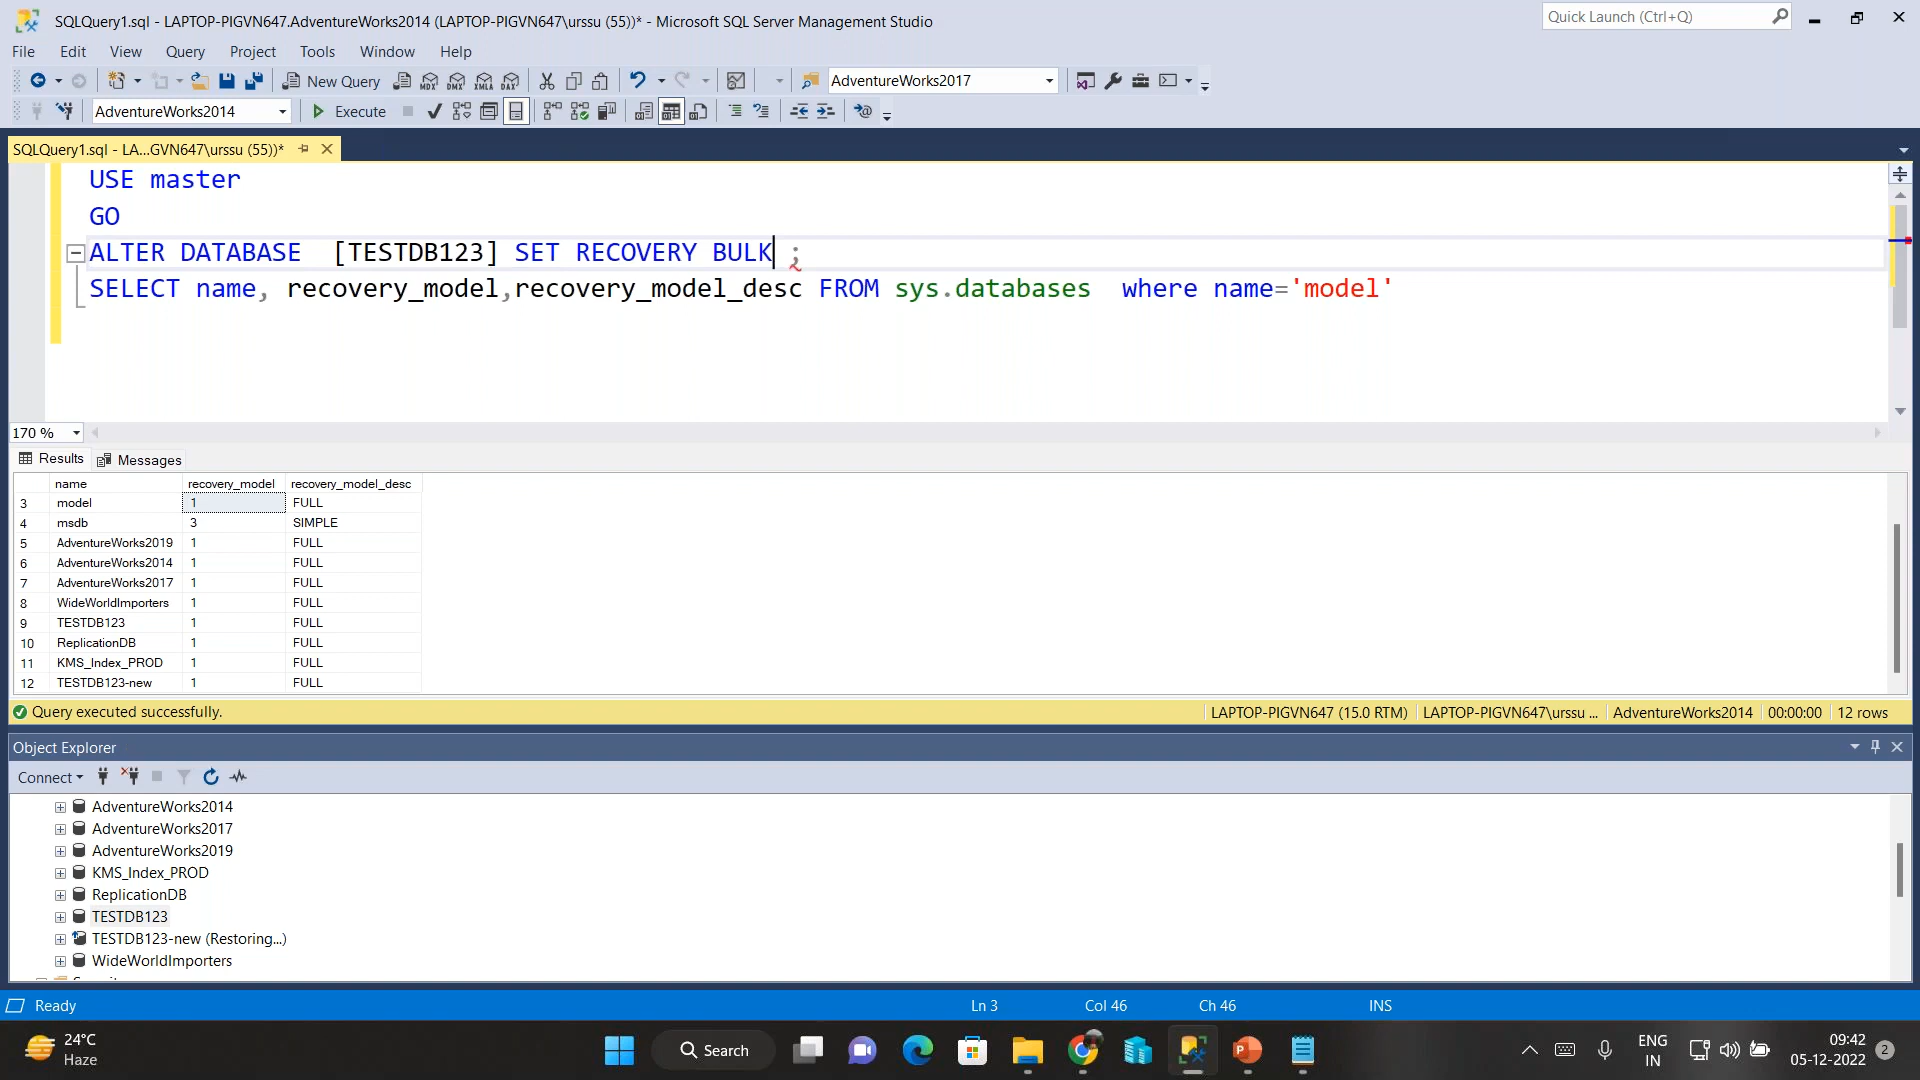 SQLQuery1.sql - LAPTOP-PIGVN647.AdventureWorks2014 (LAPTOP-PIGVN647\urssu (55))* - Microsoft SQL Server Management Studio
Quick Launch (Ctrl+Q)
File Edit View Query Project Tools Window Help
New Query MDX DMX XMLA DAX AdventureWorks2017
AdventureWorks2014 Execute
SQLQuery1.sql - LA...GVN647\urssu (55))*
USE master
GO
ALTER DATABASE [TESTDB123] SET RECOVERY BULK ;
SELECT name, recovery_model,recovery_model_desc FROM sys.databases where name='model'
170 %
Results Messages
name recovery_model recovery_model_desc
3 model 1 FULL
4 msdb 3 SIMPLE
5 AdventureWorks2019 1 FULL
6 AdventureWorks2014 1 FULL
7 AdventureWorks2017 1 FULL
8 WideWorldImporters 1 FULL
9 TESTDB123 1 FULL
10 ReplicationDB 1 FULL
11 KMS_Index_PROD 1 FULL
12 TESTDB123-new 1 FULL
Query executed successfully.
LAPTOP-PIGVN647 (15.0 RTM) LAPTOP-PIGVN647\urssu ... AdventureWorks2014 00:00:00 12 rows
Object Explorer
Connect
AdventureWorks2014
AdventureWorks2017
AdventureWorks2019
KMS_Index_PROD
ReplicationDB
TESTDB123
TESTDB123-new (Restoring...)
WideWorldImporters
Ready Ln 3 Col 46 Ch 46 INS
24°C
Haze
Search
ENG
IN
09:42
05-12-2022
2